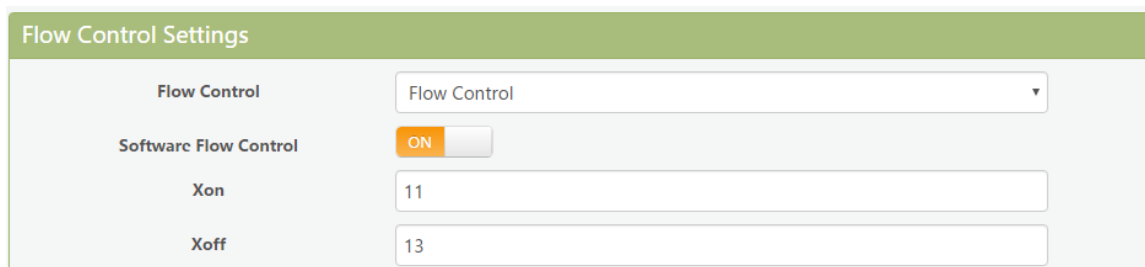 Flow Control Settings
Flow Control Flow Control
Software Flow Control ON
Xon 11
Xoff 13